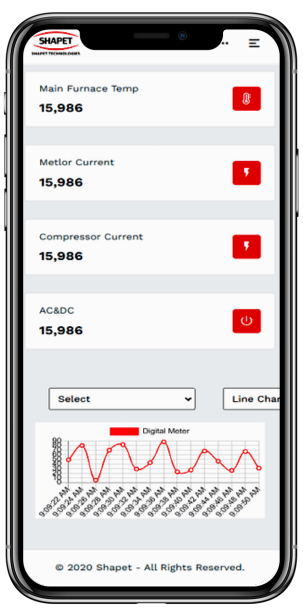 SHAPET
SHAPET TECHNOLOGIES
Main Furnace Temp
15,986
Metlor Current
15,986
Compressor Current
15,986
AC&DC
15,986
Select
Line Char
Digital Meter
90
80
70
60
50
40
30
20
10
0
9:09:22 AM
9:09:24 AM
9:09:26 AM
9:09:28 AM
9:09:30 AM
9:09:32 AM
9:09:34 AM
9:09:36 AM
9:09:38 AM
9:09:40 AM
9:09:42 AM
9:09:44 AM
9:09:46 AM
9:09:48 AM
9:09:50 AM
© 2020 Shapet - All Rights Reserved.